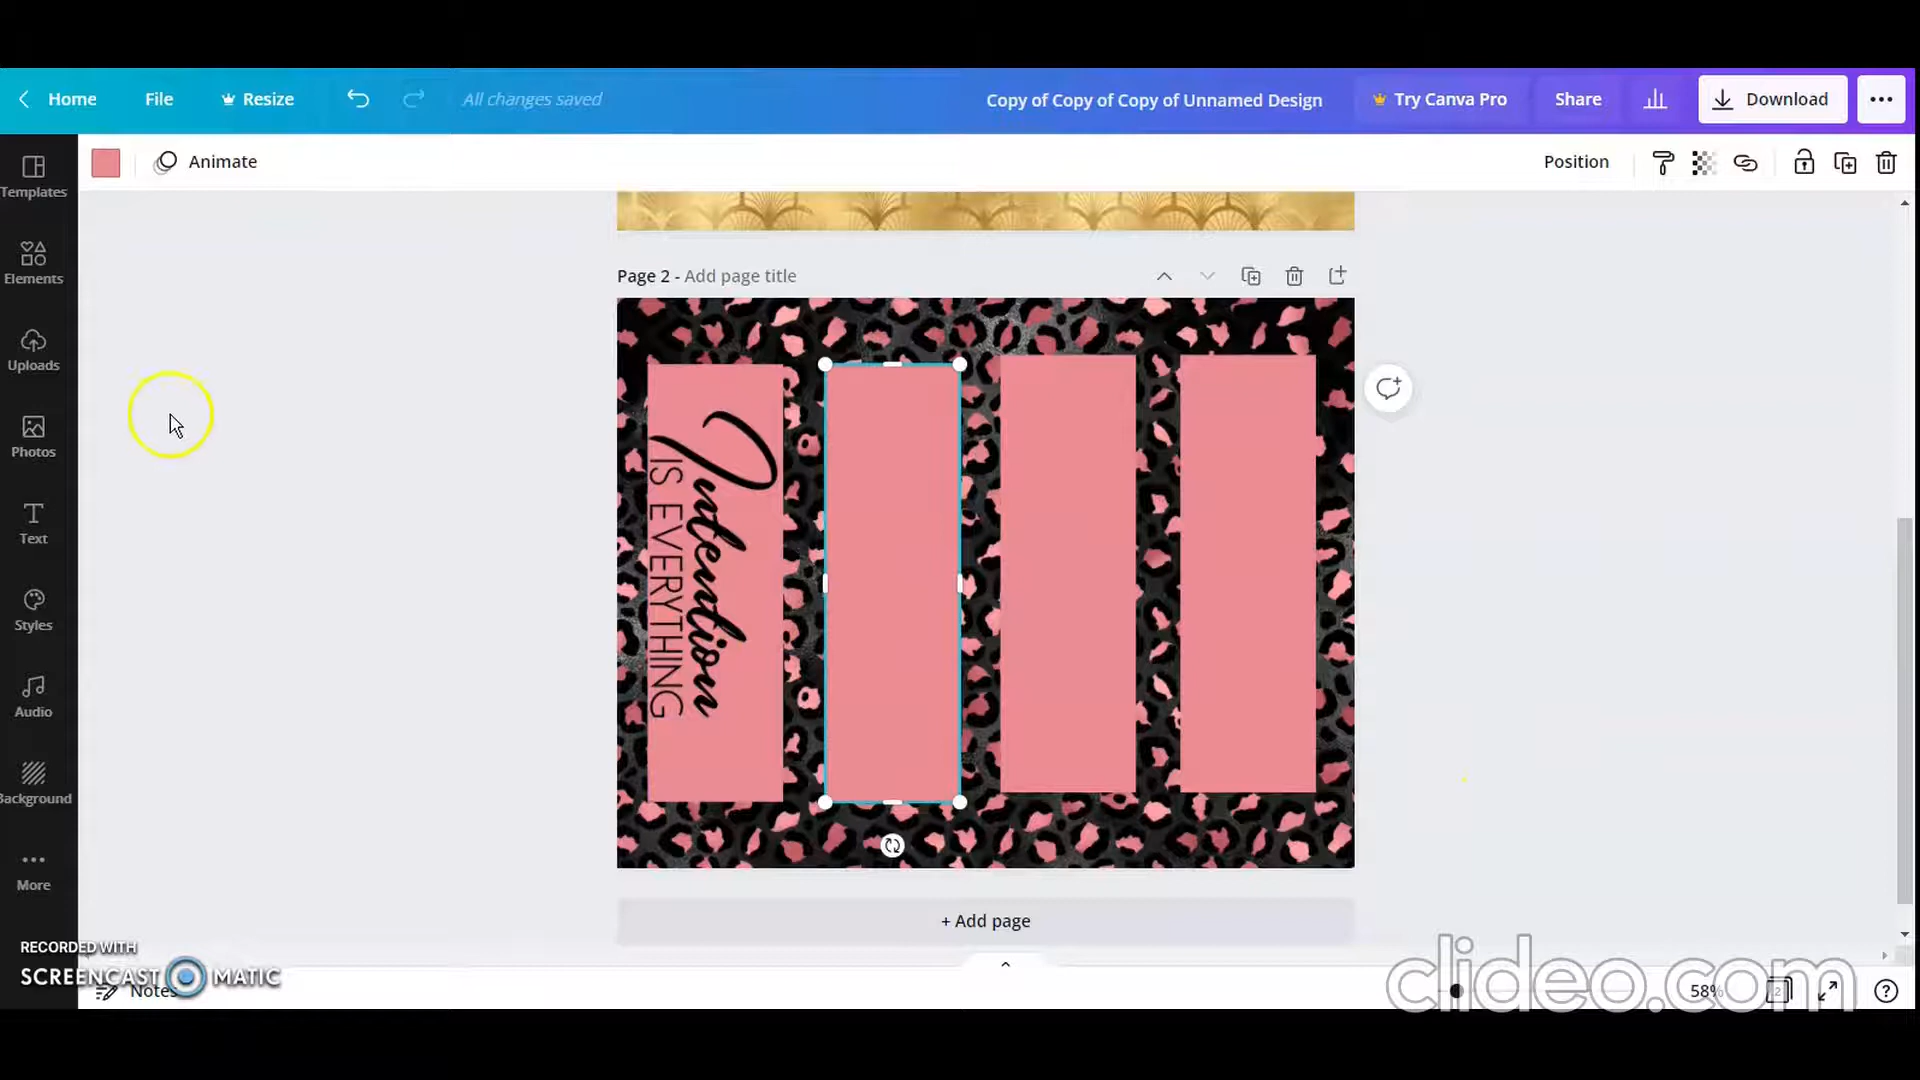 Home File Resize All changes saved Copy of Copy of Copy of Unnamed Design Try Canva Pro Share Download
Animate Position
Templates
Elements
Uploads
Photos
Text
Styles
Audio
Background
More
Page 2 - Add page title
Intention
IS EVERYTHING
+ Add page
RECORDED WITH
SCREENCAST MATIC
Notes
58%
2
clideo.com